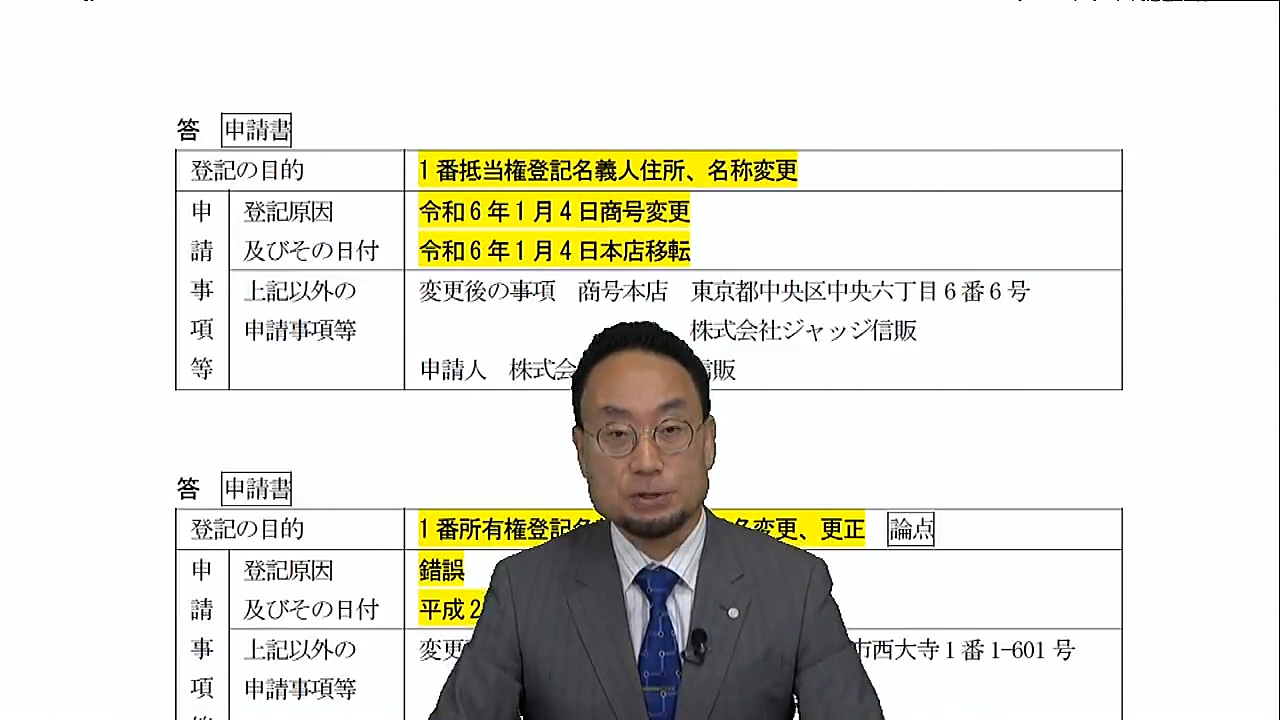 答 申請書
登記の目的 1番抵当権登記名義人住所、名称変更
申 登記原因 令和6年1月4日商号変更
請 及びその日付 令和6年1月4日本店移転
事 上記以外の 変更後の事項 商号本店 東京都中央区中央六丁目6番6号
項 申請事項等 株式会社ジャッジ信販
等 申請人 株式会 信販
答 申請書
登記の目的 1番所有権登記名 変更、更正 論点
申 登記原因 錯誤
請 及びその日付 平成2
事 上記以外の 変更 市西大寺1番1-601号
項 申請事項等